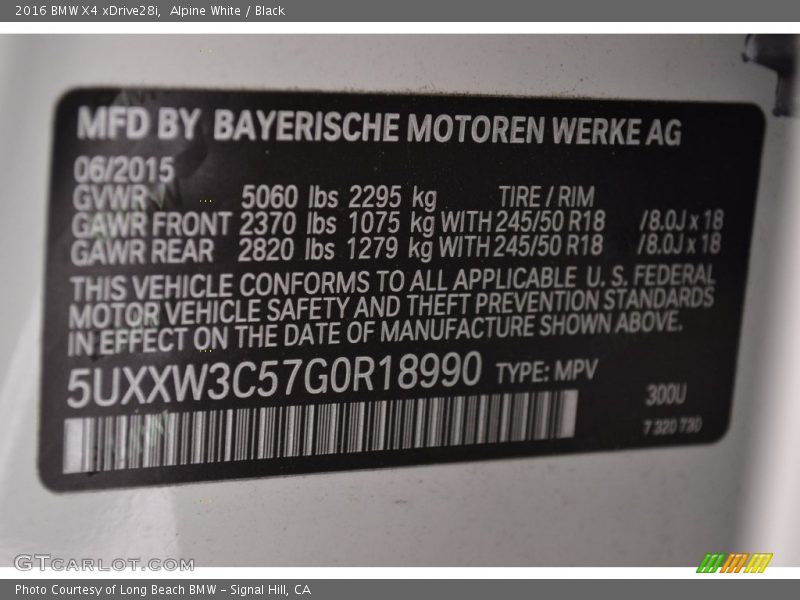 2016 BMW X4 xDrive28i,  Alpine White / Black
MFD BY BAYERISCHE MOTOREN WERKE AG
06/2015
GVWR 5060 lbs 2295 kg TIRE / RIM
GAWR FRONT 2370 lbs 1075 kg WITH 245/50 R18 /8.0J x 18
GAWR REAR 2820 lbs 1279 kg WITH 245/50 R18 /8.0J x 18
THIS VEHICLE CONFORMS TO ALL APPLICABLE U. S. FEDERAL
MOTOR VEHICLE SAFETY AND THEFT PREVENTION STANDARDS
IN EFFECT ON THE DATE OF MANUFACTURE SHOWN ABOVE.
5UXXW3C57G0R18990 TYPE: MPV
300U
7 320 730
GTCARLOT.COM
Photo Courtesy of Long Beach BMW – Signal Hill, CA